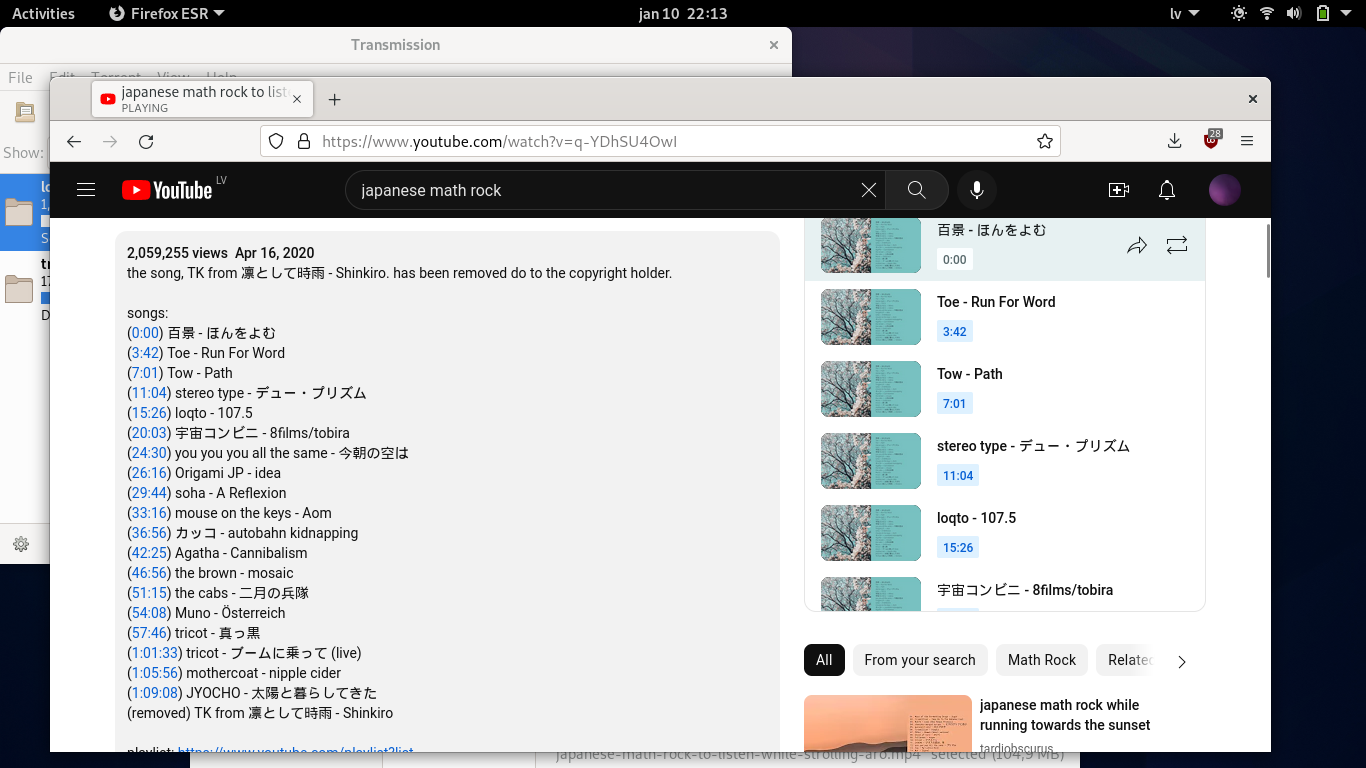 Activities
Firefox ESR
jan 10 22:13
lv
Transmission
File Edit Torrent View Help
Show:
japanese math rock to list
PLAYING
28
https://www.youtube.com/watch?v=q-YDhSU4OwI
YouTube LV
japanese math rock
2,059,255 views Apr 16, 2020
the song, TK from 凛として時雨 - Shinkiro. has been removed do to the copyright holder.
songs:
(0:00) 百景 - ほんをよむ
(3:42) Toe - Run For Word
(7:01) Tow - Path
(11:04) stereo type - デュー・プリズム
(15:26) loqto - 107.5
(20:03) 宇宙コンビニ - 8films/tobira
(24:30) you you you all the same - 今朝の空は
(26:16) Origami JP - idea
(29:44) soha - A Reflexion
(33:16) mouse on the keys - Aom
(36:56) カッコ - autobahn kidnapping
(42:25) Agatha - Cannibalism
(46:56) the brown - mosaic
(51:15) the cabs - 二月の兵隊
(54:08) Muno - Österreich
(57:46) tricot - 真っ黒
(1:01:33) tricot - ブームに乗って (live)
(1:05:56) mothercoat - nipple cider
(1:09:08) JYOCHO - 太陽と暮らしてきた
(removed) TK from 凛として時雨 - Shinkiro
playlist: https://www.youtube.com/playlist?list
百景 - ほんをよむ
0:00
Toe - Run For Word
3:42
Tow - Path
7:01
stereo type - デュー・プリズム
11:04
loqto - 107.5
15:26
宇宙コンビニ - 8films/tobira
All
From your search
Math Rock
Related
japanese math rock while
running towards the sunset
tardiobscurus
japanese-math-rock-to-listen-while-strolling-aro.mp4" selected (104,9 MB)